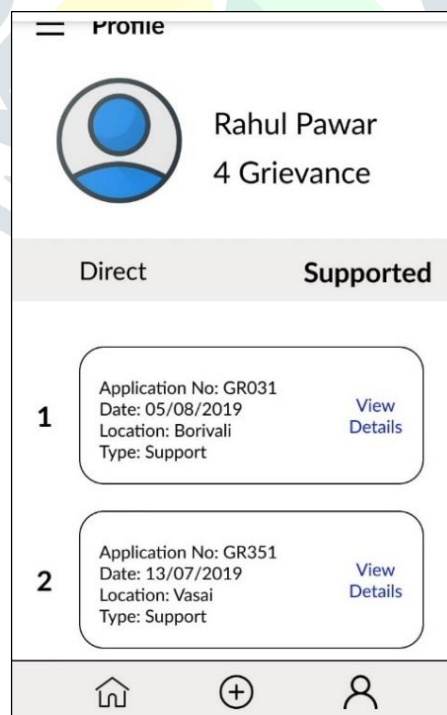 Profile
Rahul Pawar
4 Grievance
Direct Supported
1
Application No: GR031
Date: 05/08/2019
Location: Borivali
Type: Support
View
Details
2
Application No: GR351
Date: 13/07/2019
Location: Vasai
Type: Support
View
Details